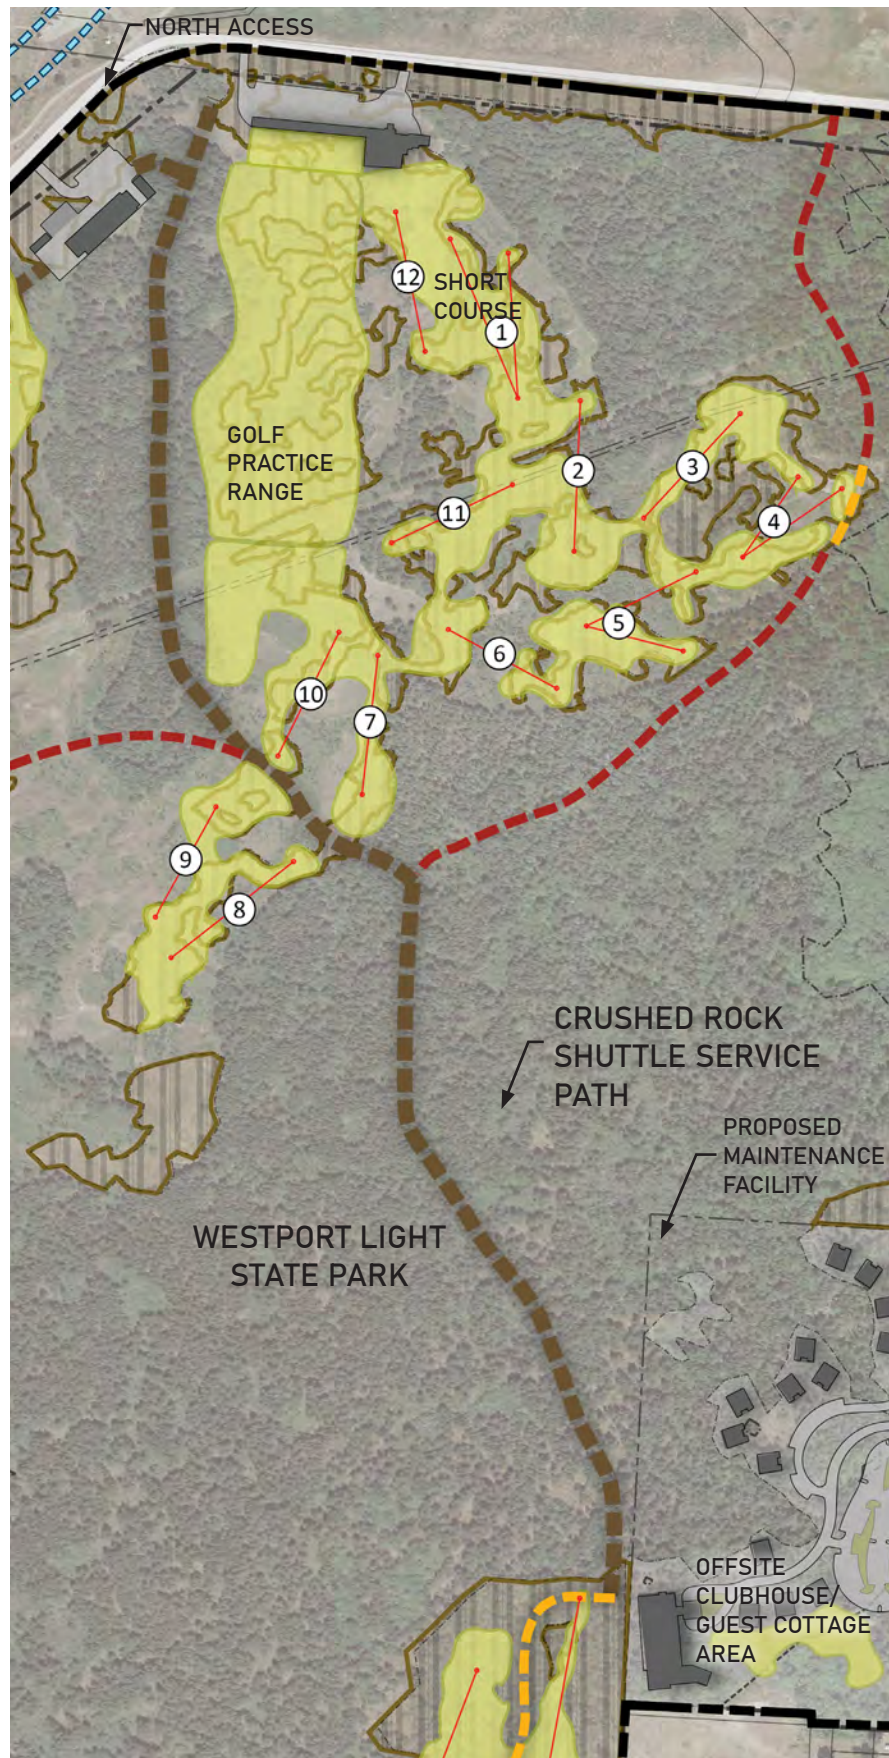 NORTH ACCESS
12
SHORT
COURSE
1
GOLF
PRACTICE
RANGE
2
3
11
4
5
6
10
7
9
8
CRUSHED ROCK
SHUTTLE SERVICE
PATH
PROPOSED
MAINTENANCE
FACILITY
WESTPORT LIGHT
STATE PARK
OFFSITE
CLUBHOUSE/
GUEST COTTAGE
AREA